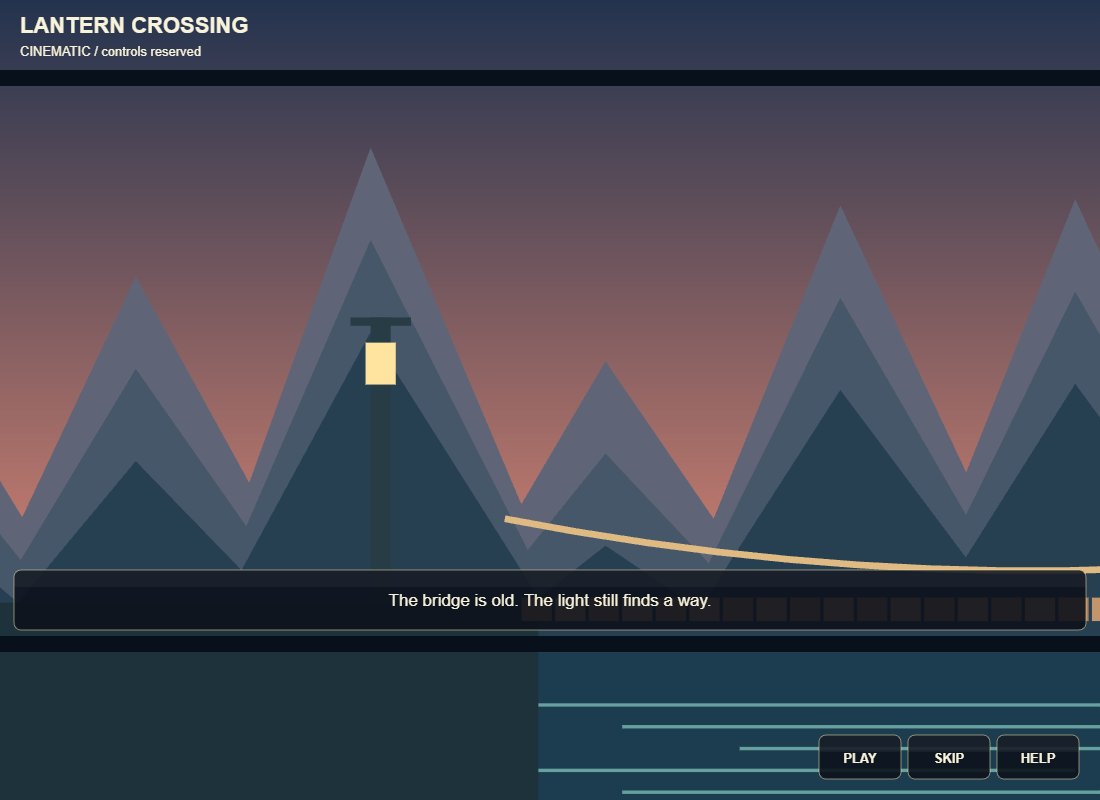 LANTERN CROSSING
CINEMATIC / controls reserved
The bridge is old. The light still finds a way.
PLAY
SKIP
HELP